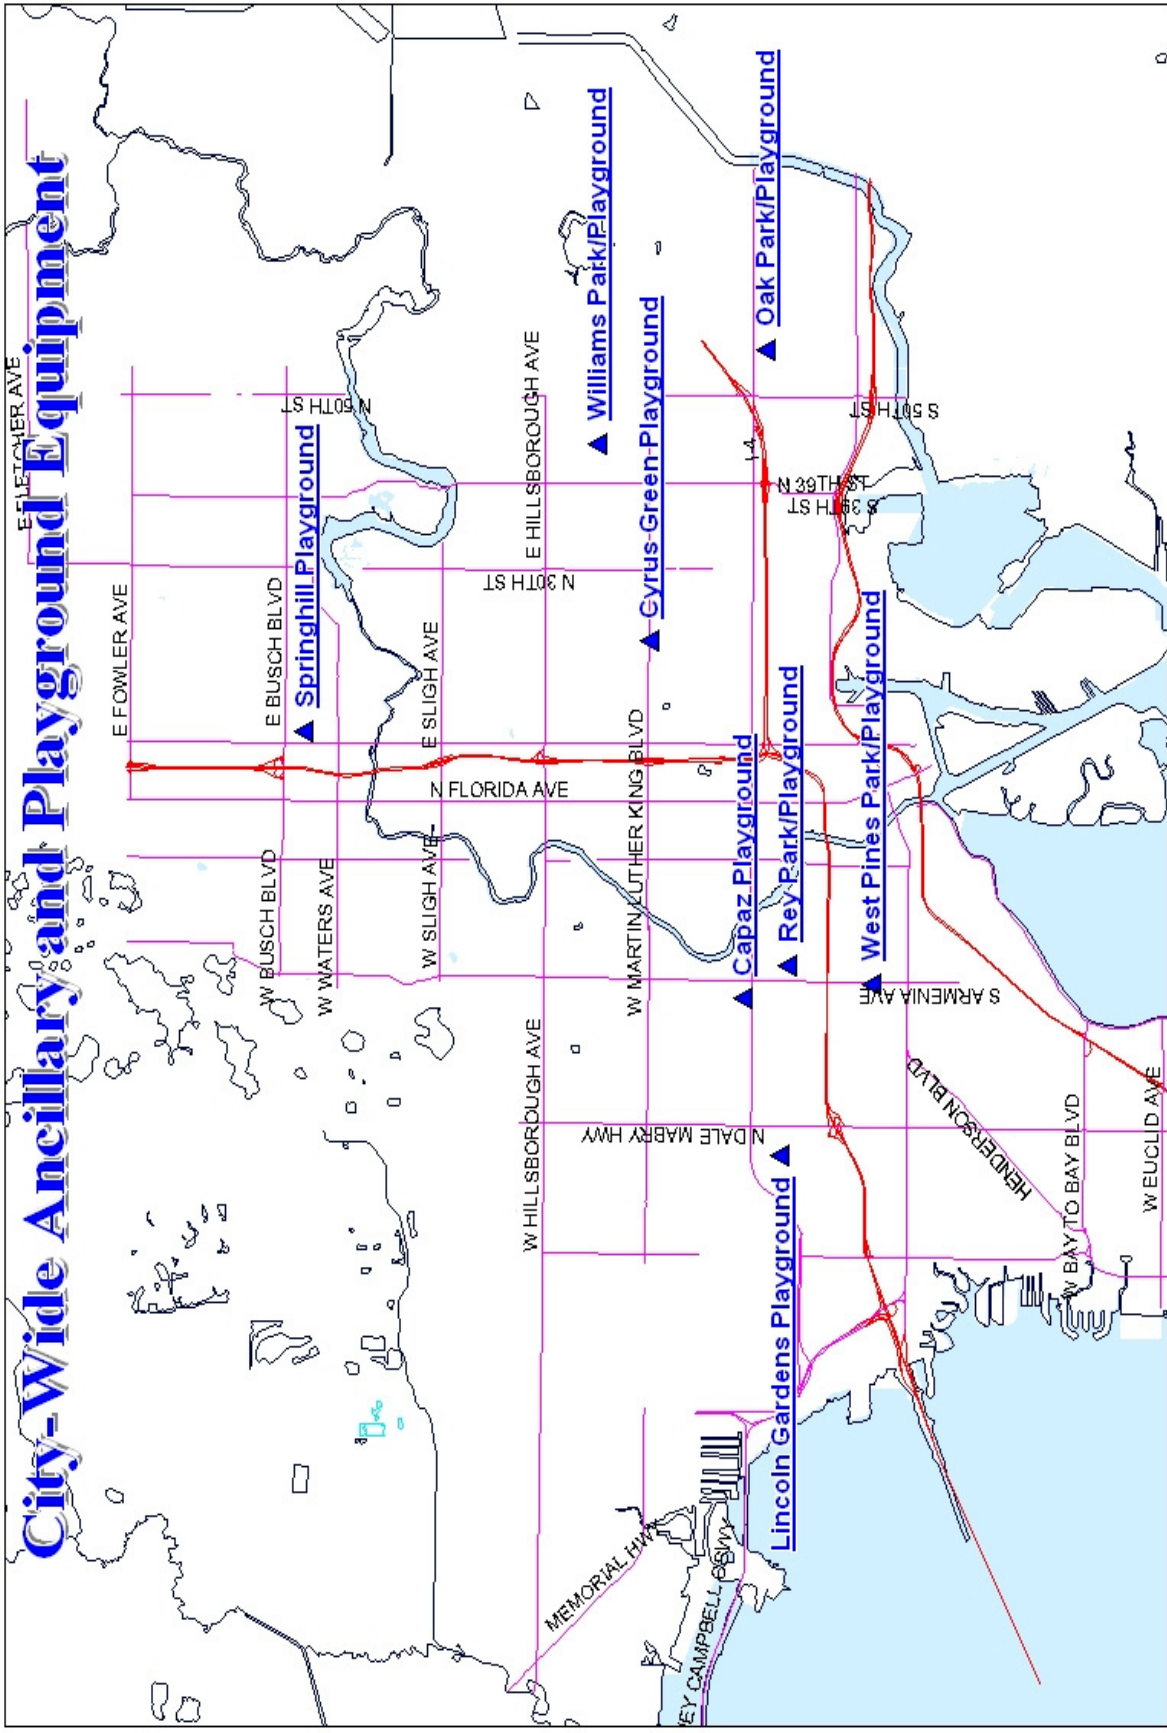 City-Wide Ancillary and Playground Equipment
E FLETCHER AVE
E FOWLER AVE
E BUSCH BLVD
W BUSCH BLVD
N 50TH ST
Springhill Playground
W WATERS AVE
E SLIGH AVE
W SLIGH AVE
N FLORIDA AVE
E HILLSBOROUGH AVE
W HILLSBOROUGH AVE
N 30TH ST
Williams Park/Playground
Cyrus-Green-Playground
W MARTIN LUTHER KING BLVD
MEMORIAL HWY
N DALE MABRY HWY
EY CAMPBELL CSWY
I-4
Oak Park/Playground
Capaz Playground
Rey Park/Playground
Lincoln Gardens Playground
N 39TH ST
S 39TH ST
S 50TH ST
West Pines Park/Playground
S ARMENIA AVE
HENDERSON BLVD
W BAY TO BAY BLVD
W EUCLID AVE